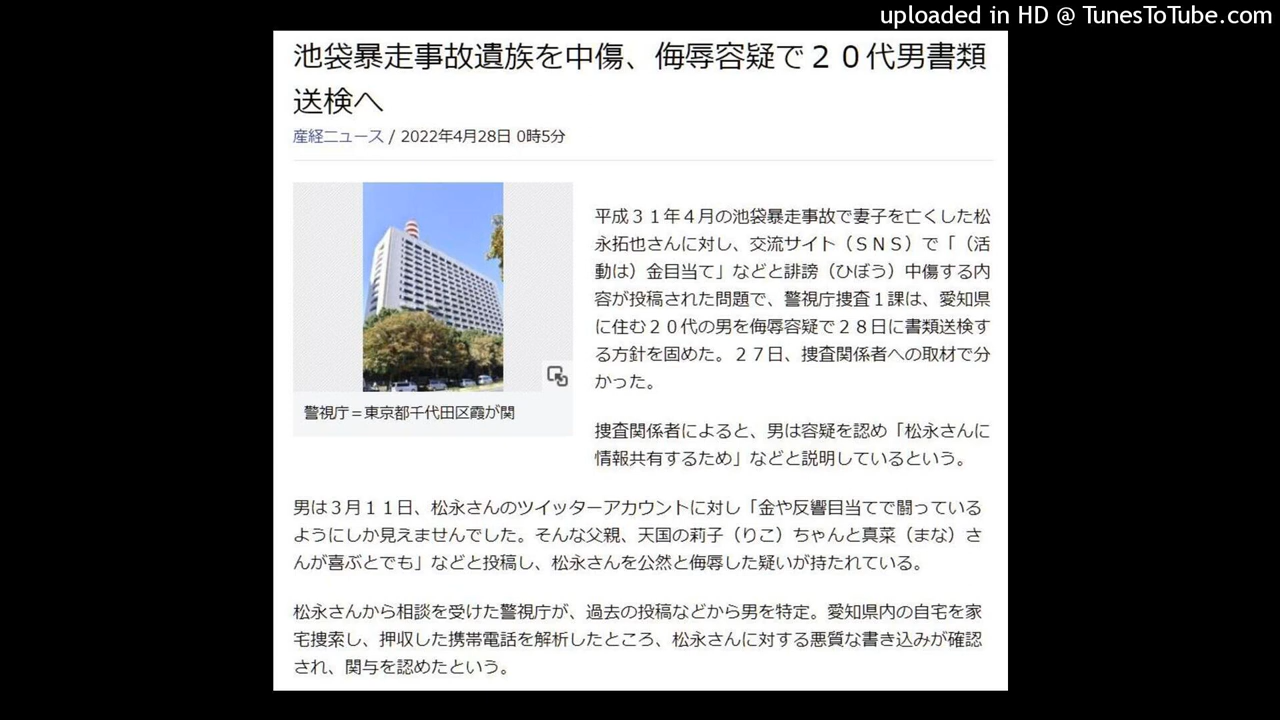 uploaded in HD @ TunesToTube.com
池袋暴走事故遺族を中傷、侮辱容疑で２０代男書類
送検へ
産経ニュース / 2022年4月28日 0時5分
平成３１年４月の池袋暴走事故で妻子を亡くした松
永拓也さんに対し、交流サイト（ＳＮＳ）で「（活
動は）金目当て」などと誹謗（ひぼう）中傷する内
容が投稿された問題で、警視庁捜査１課は、愛知県
に住む２０代の男を侮辱容疑で２８日に書類送検す
る方針を固めた。２７日、捜査関係者への取材で分
かった。
警視庁＝東京都千代田区霞が関
捜査関係者によると、男は容疑を認め「松永さんに
情報共有するため」などと説明しているという。
男は３月１１日、松永さんのツイッターアカウントに対し「金や反響目当てで闘っている
ようにしか見えませんでした。そんな父親、天国の莉子（りこ）ちゃんと真菜（まな）さ
んが喜ぶとでも」などと投稿し、松永さんを公然と侮辱した疑いが持たれている。
松永さんから相談を受けた警視庁が、過去の投稿などから男を特定。愛知県内の自宅を家
宅捜索し、押収した携帯電話を解析したところ、松永さんに対する悪質な書き込みが確認
され、関与を認めたという。